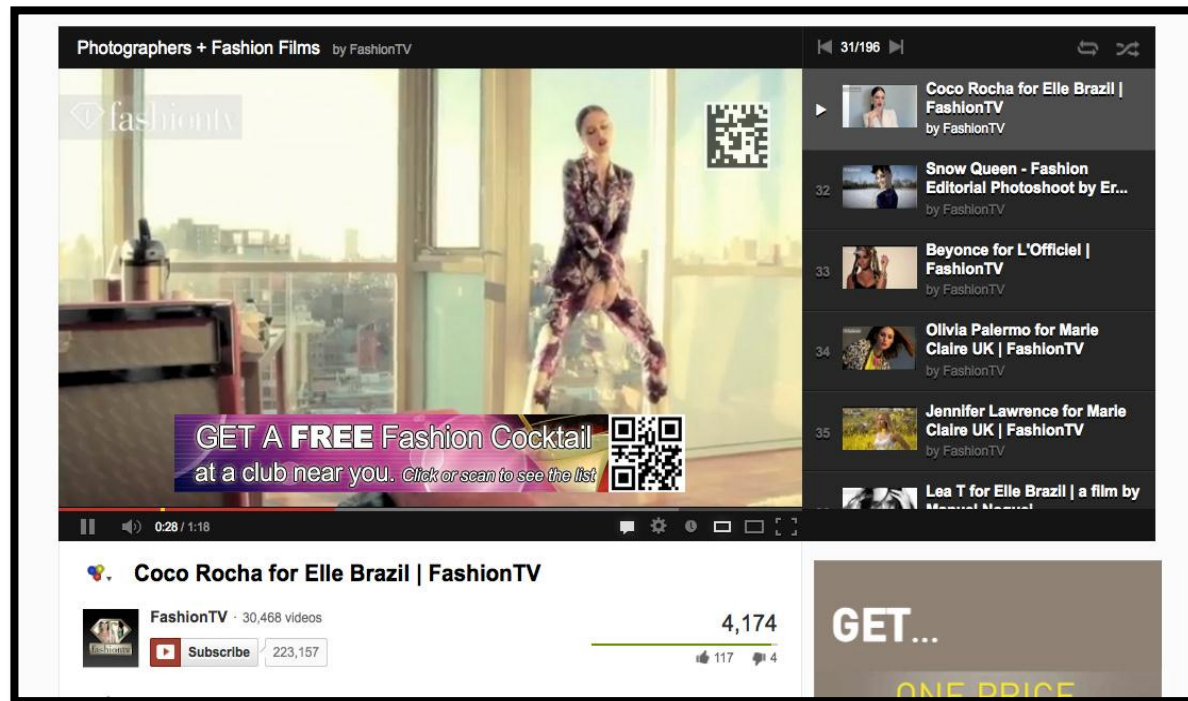 Photographers + Fashion Films by FashionTV
31/196
fashiontv
GET A FREE Fashion Cocktail
at a club near you. Click or scan to see the list
0:28 / 1:18
Coco Rocha for Elle Brazil |
FashionTV
by FashionTV
32
Snow Queen - Fashion
Editorial Photoshoot by Er...
by FashionTV
33
Beyonce for L'Officiel |
FashionTV
by FashionTV
34
Olivia Palermo for Marie
Claire UK | FashionTV
by FashionTV
35
Jennifer Lawrence for Marie
Claire UK | FashionTV
by FashionTV
Lea T for Elle Brazil | a film by
Coco Rocha for Elle Brazil | FashionTV
fashiontv
FashionTV · 30,468 videos
Subscribe 223,157
4,174
117 4
GET...
ONE PRICE